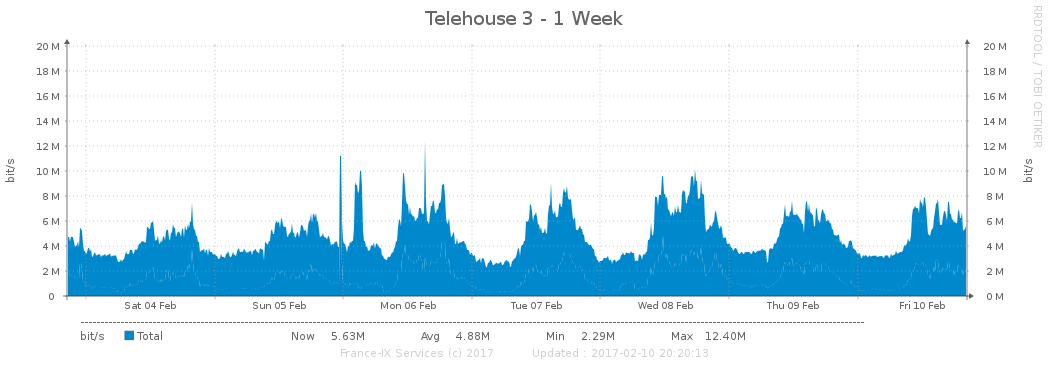 Telehouse 3 - 1 Week
RRDTOOL / TOBI OETIKER
bit/s
20 M 20 M
18 M 18 M
16 M 16 M
14 M 14 M
12 M 12 M
10 M 10 M
8 M 8 M
6 M 6 M
4 M 4 M
2 M 2 M
0 0 M
bit/s
Sat 04 Feb Sun 05 Feb Mon 06 Feb Tue 07 Feb Wed 08 Feb Thu 09 Feb Fri 10 Feb
bit/s Total Now 5.63M Avg 4.88M Min 2.29M Max 12.40M
France-IX Services (c) 2017 Updated : 2017-02-10 20:20:13